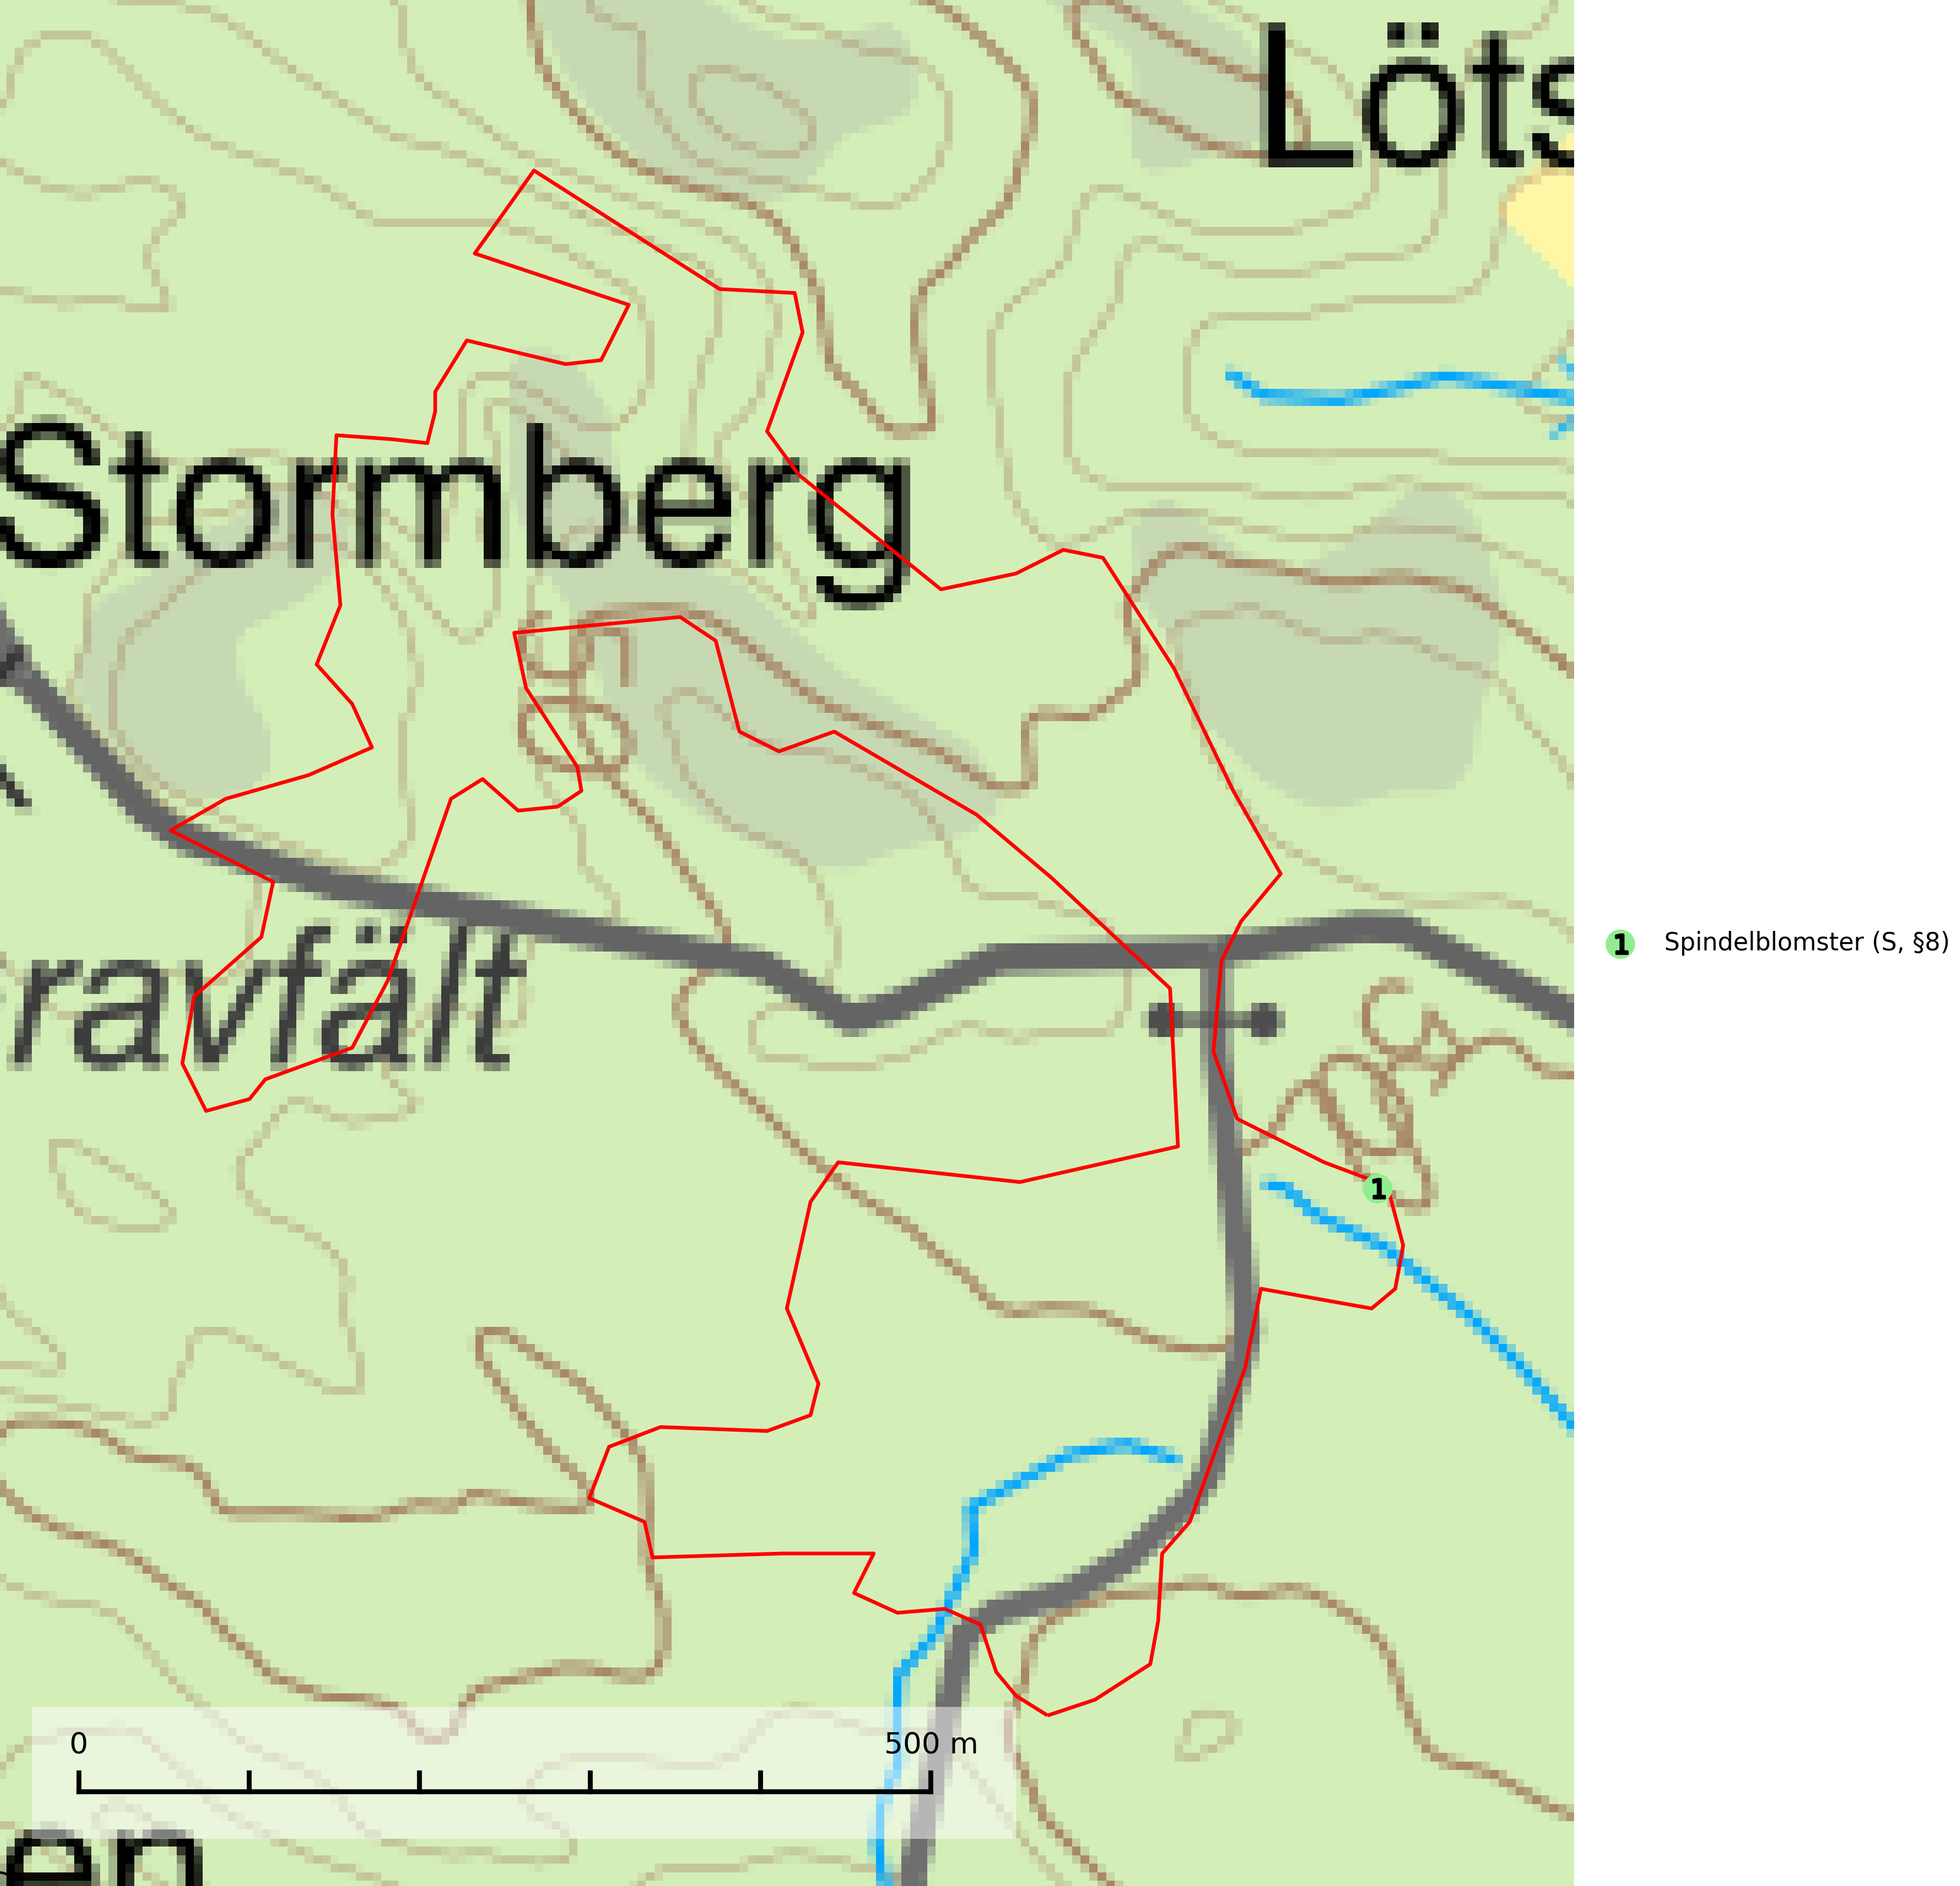 Löts
Stormberg
ravfält
1 Spindelblomster (S, §8)
1
0 500 m
en